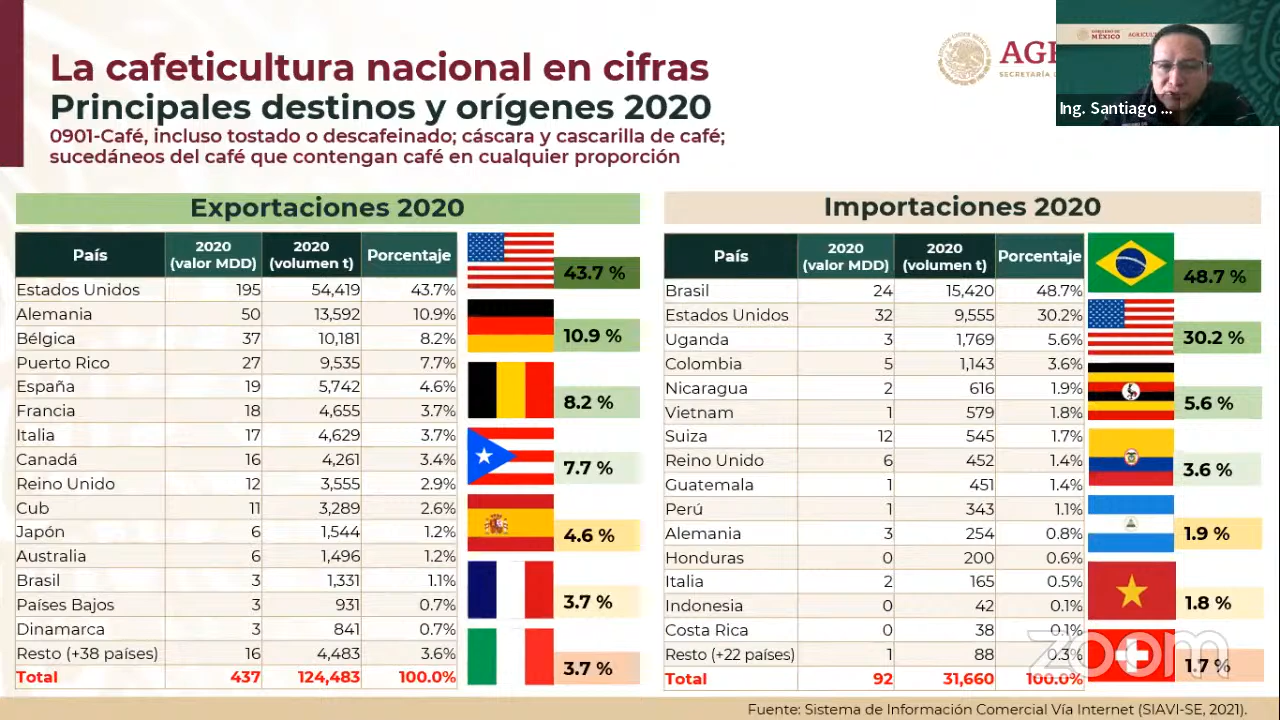 La cafeticultura nacional en cifras
Principales destinos y orígenes 2020
0901-Café, incluso tostado o descafeinado; cáscara y cascarilla de café;
sucedáneos del café que contengan café en cualquier proporción
GOBIERNO DE
MÉXICO
Ing. Santiago ...
Exportaciones 2020
País 2020 (valor MDD) 2020 (volumen t) Porcentaje
Estados Unidos 195 54,419 43.7%
Alemania 50 13,592 10.9%
Bélgica 37 10,181 8.2%
Puerto Rico 27 9,535 7.7%
España 19 5,742 4.6%
Francia 18 4,655 3.7%
Italia 17 4,629 3.7%
Canadá 16 4,261 3.4%
Reino Unido 12 3,555 2.9%
Cub 11 3,289 2.6%
Japón 6 1,544 1.2%
Australia 6 1,496 1.2%
Brasil 3 1,331 1.1%
Países Bajos 3 931 0.7%
Dinamarca 3 841 0.7%
Resto (+38 países) 16 4,483 3.6%
Total 437 124,483 100.0%
43.7 %
10.9 %
8.2 %
7.7 %
4.6 %
3.7 %
3.7 %
Importaciones 2020
País 2020 (valor MDD) 2020 (volumen t) Porcentaje
Brasil 24 15,420 48.7%
Estados Unidos 32 9,555 30.2%
Uganda 3 1,769 5.6%
Colombia 5 1,143 3.6%
Nicaragua 2 616 1.9%
Vietnam 1 579 1.8%
Suiza 12 545 1.7%
Reino Unido 6 452 1.4%
Guatemala 1 451 1.4%
Perú 1 343 1.1%
Alemania 3 254 0.8%
Honduras 0 200 0.6%
Italia 2 165 0.5%
Indonesia 0 42 0.1%
Costa Rica 0 38 0.1%
Resto (+22 países) 1 88 0.3%
Total 92 31,660 100.0%
48.7 %
30.2 %
5.6 %
3.6 %
1.9 %
1.8 %
1.7 %
zoom
Fuente: Sistema de Información Comercial Vía Internet (SIAVI-SE, 2021).